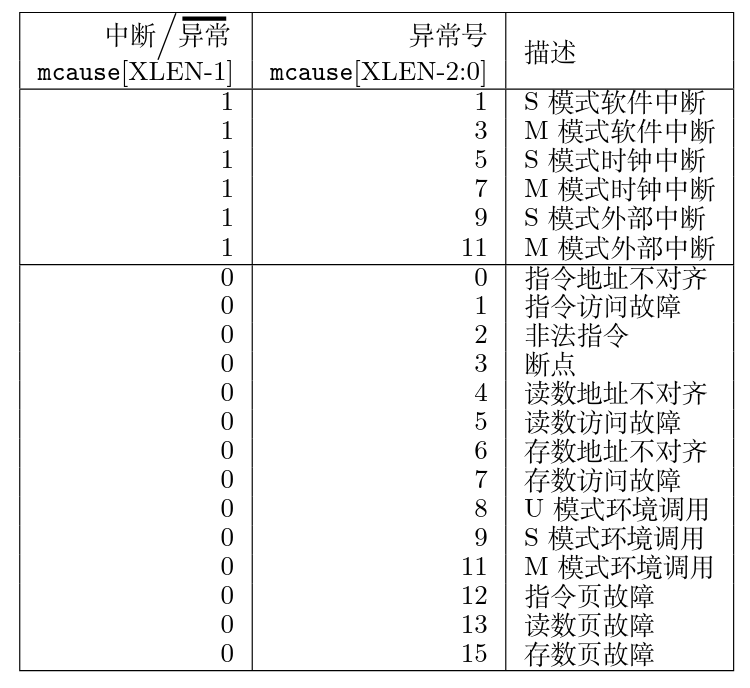 中断/异常 异常号 描述
mcause[XLEN-1] mcause[XLEN-2:0]
1 1 S 模式软件中断
1 3 M 模式软件中断
1 5 S 模式时钟中断
1 7 M 模式时钟中断
1 9 S 模式外部中断
1 11 M 模式外部中断
0 0 指令地址不对齐
0 1 指令访问故障
0 2 非法指令
0 3 断点
0 4 读数地址不对齐
0 5 读数访问故障
0 6 存数地址不对齐
0 7 存数访问故障
0 8 U 模式环境调用
0 9 S 模式环境调用
0 11 M 模式环境调用
0 12 指令页故障
0 13 读数页故障
0 15 存数页故障